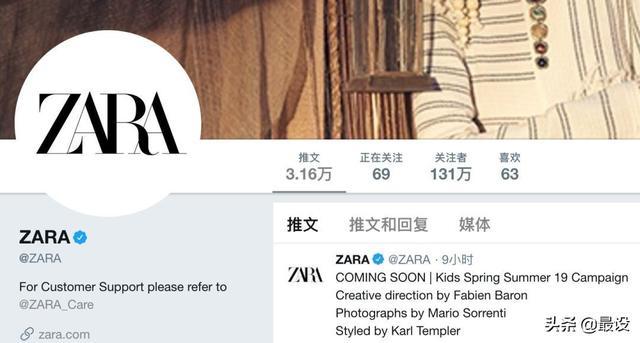 ZARA
推文 正在关注 关注者 喜欢
3.16万 69 131万 63
推文 推文和回复 媒体
ZARA
@ZARA
For Customer Support please refer to
@ZARA_Care
zara.com
ZARA
ZARA @ZARA · 9小时
COMING SOON | Kids Spring Summer 19 Campaign
Creative direction by Fabien Baron
Photographs by Mario Sorrenti
Styled by Karl Templer
头条 @最设